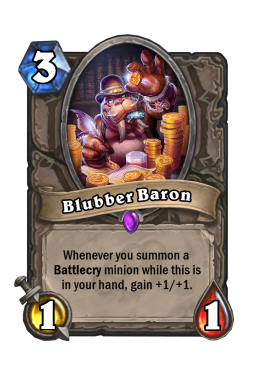 3
Blubber Baron
Whenever you summon a
Battlecry minion while this is
in your hand, gain +1/+1.
1 1